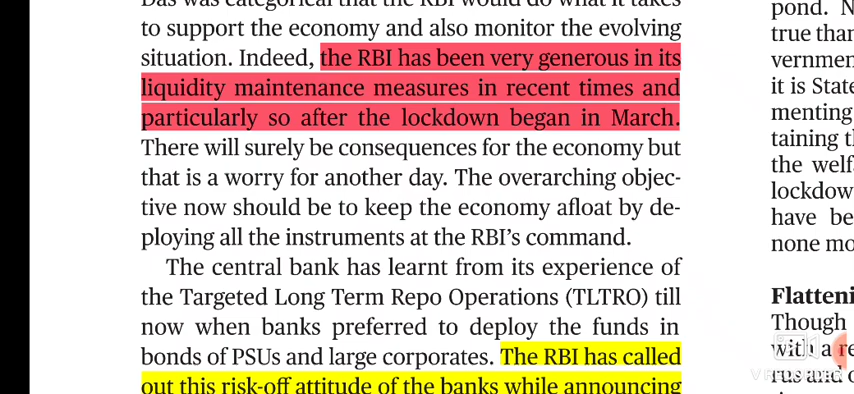 Das was categorical that the RBI would do what it takes
to support the economy and also monitor the evolving
situation. Indeed, the RBI has been very generous in its
liquidity maintenance measures in recent times and
particularly so after the lockdown began in March.
There will surely be consequences for the economy but
that is a worry for another day. The overarching objec-
tive now should be to keep the economy afloat by de-
ploying all the instruments at the RBI's command.
The central bank has learnt from its experience of
the Targeted Long Term Repo Operations (TLTRO) till
now when banks preferred to deploy the funds in
bonds of PSUs and large corporates. The RBI has called
out this risk-off attitude of the banks while announcing
pond. N
true than
vernmen
it is State
menting
taining t
the welf
lockdow
have be
none mo
Flatteni
Though
with a re
rus and o